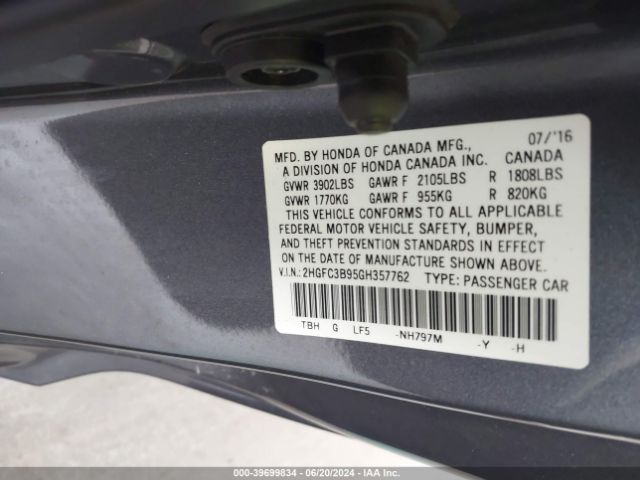 07/'16
MFD. BY HONDA OF CANADA MFG.,
A DIVISION OF HONDA CANADA INC. CANADA
GVWR 3902LBS GAWR F 2105LBS R 1808LBS
GVWR 1770KG GAWR F 955KG R 820KG
THIS VEHICLE CONFORMS TO ALL APPLICABLE
FEDERAL MOTOR VEHICLE SAFETY, BUMPER,
AND THEFT PREVENTION STANDARDS IN EFFECT
ON THE DATE OF MANUFACTURE SHOWN ABOVE.
V.I.N.: 2HGFC3B95GH357762 TYPE: PASSENGER CAR
TBH G LF5 -NH797M -Y -H
000-39699834 | 06/20/2024 | IAA Inc.